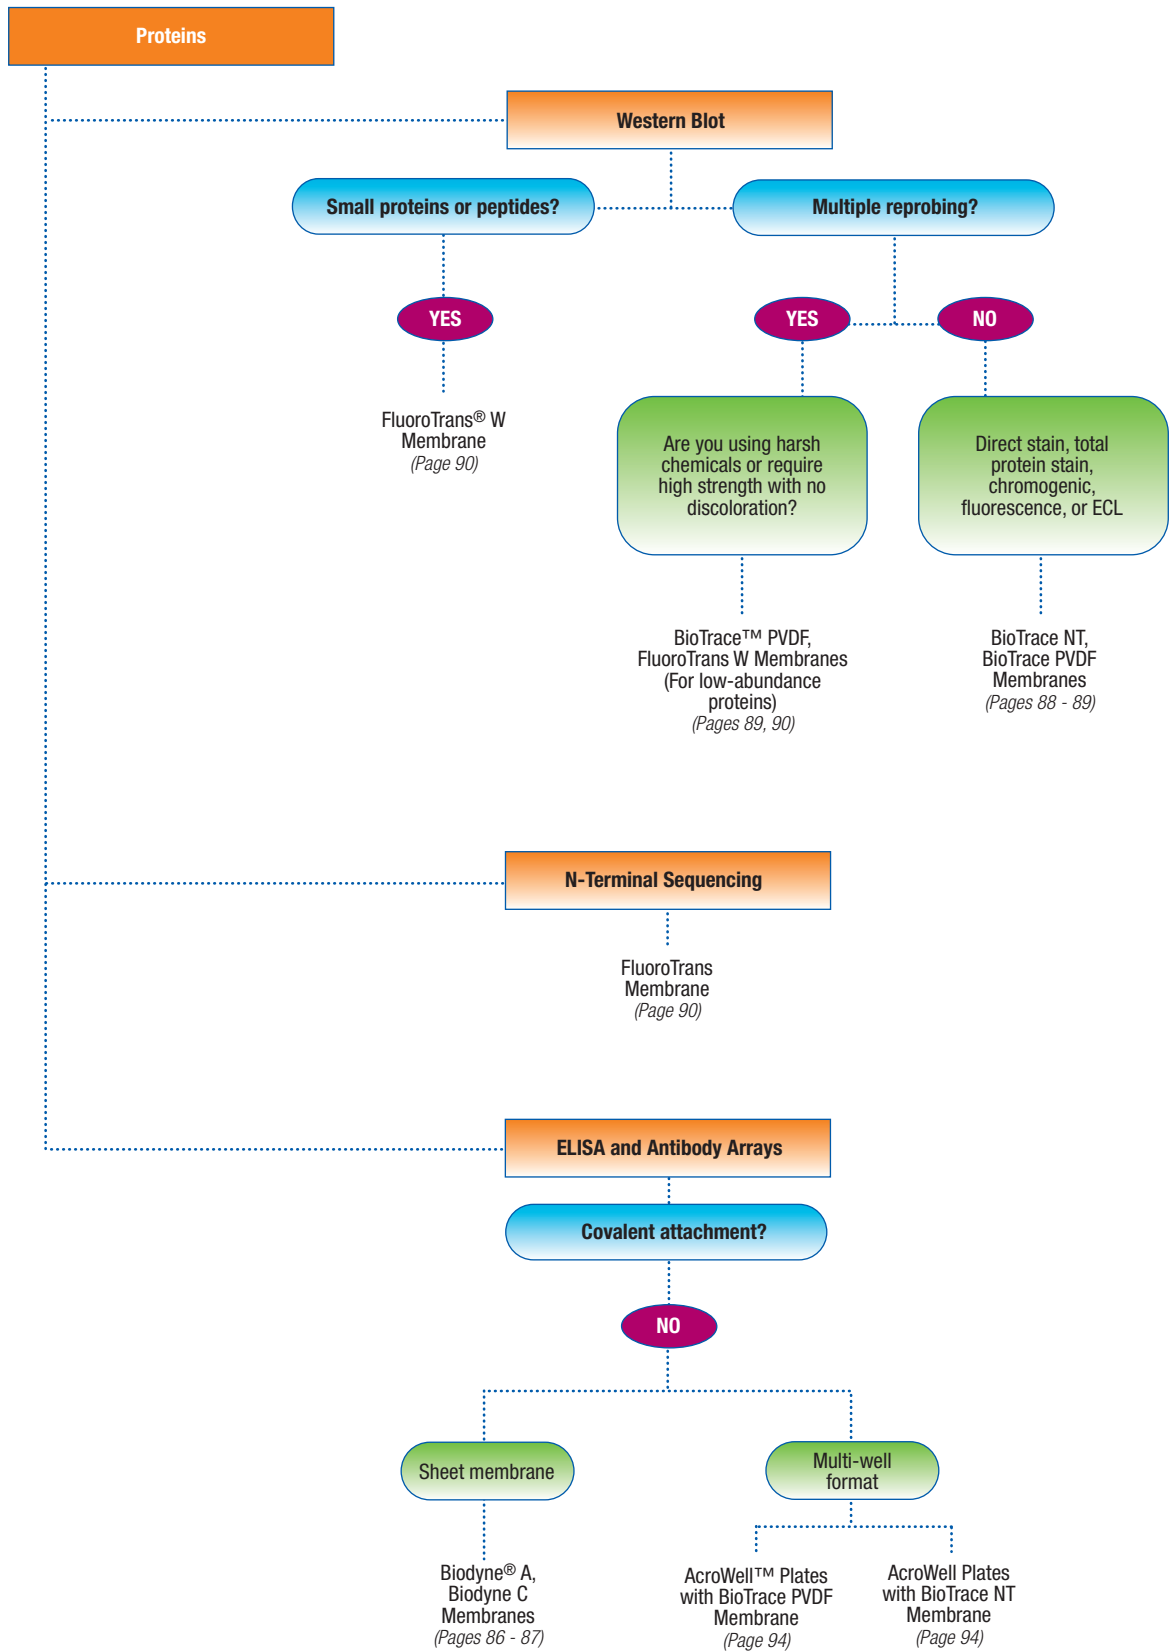 Proteins
Western Blot
Small proteins or peptides?
Multiple reprobing?
YES
YES
NO
FluoroTrans® W
Membrane
(Page 90)
Are you using harsh
chemicals or require
high strength with no
discoloration?
Direct stain, total
protein stain,
chromogenic,
fluorescence, or ECL
BioTrace™ PVDF,
FluoroTrans W Membranes
(For low-abundance
proteins)
(Pages 89, 90)
BioTrace NT,
BioTrace PVDF
Membranes
(Pages 88 - 89)
N-Terminal Sequencing
FluoroTrans
Membrane
(Page 90)
ELISA and Antibody Arrays
Covalent attachment?
NO
Sheet membrane
Multi-well
format
Biodyne® A,
Biodyne C
Membranes
(Pages 86 - 87)
AcroWell™ Plates
with BioTrace PVDF
Membrane
(Page 94)
AcroWell Plates
with BioTrace NT
Membrane
(Page 94)